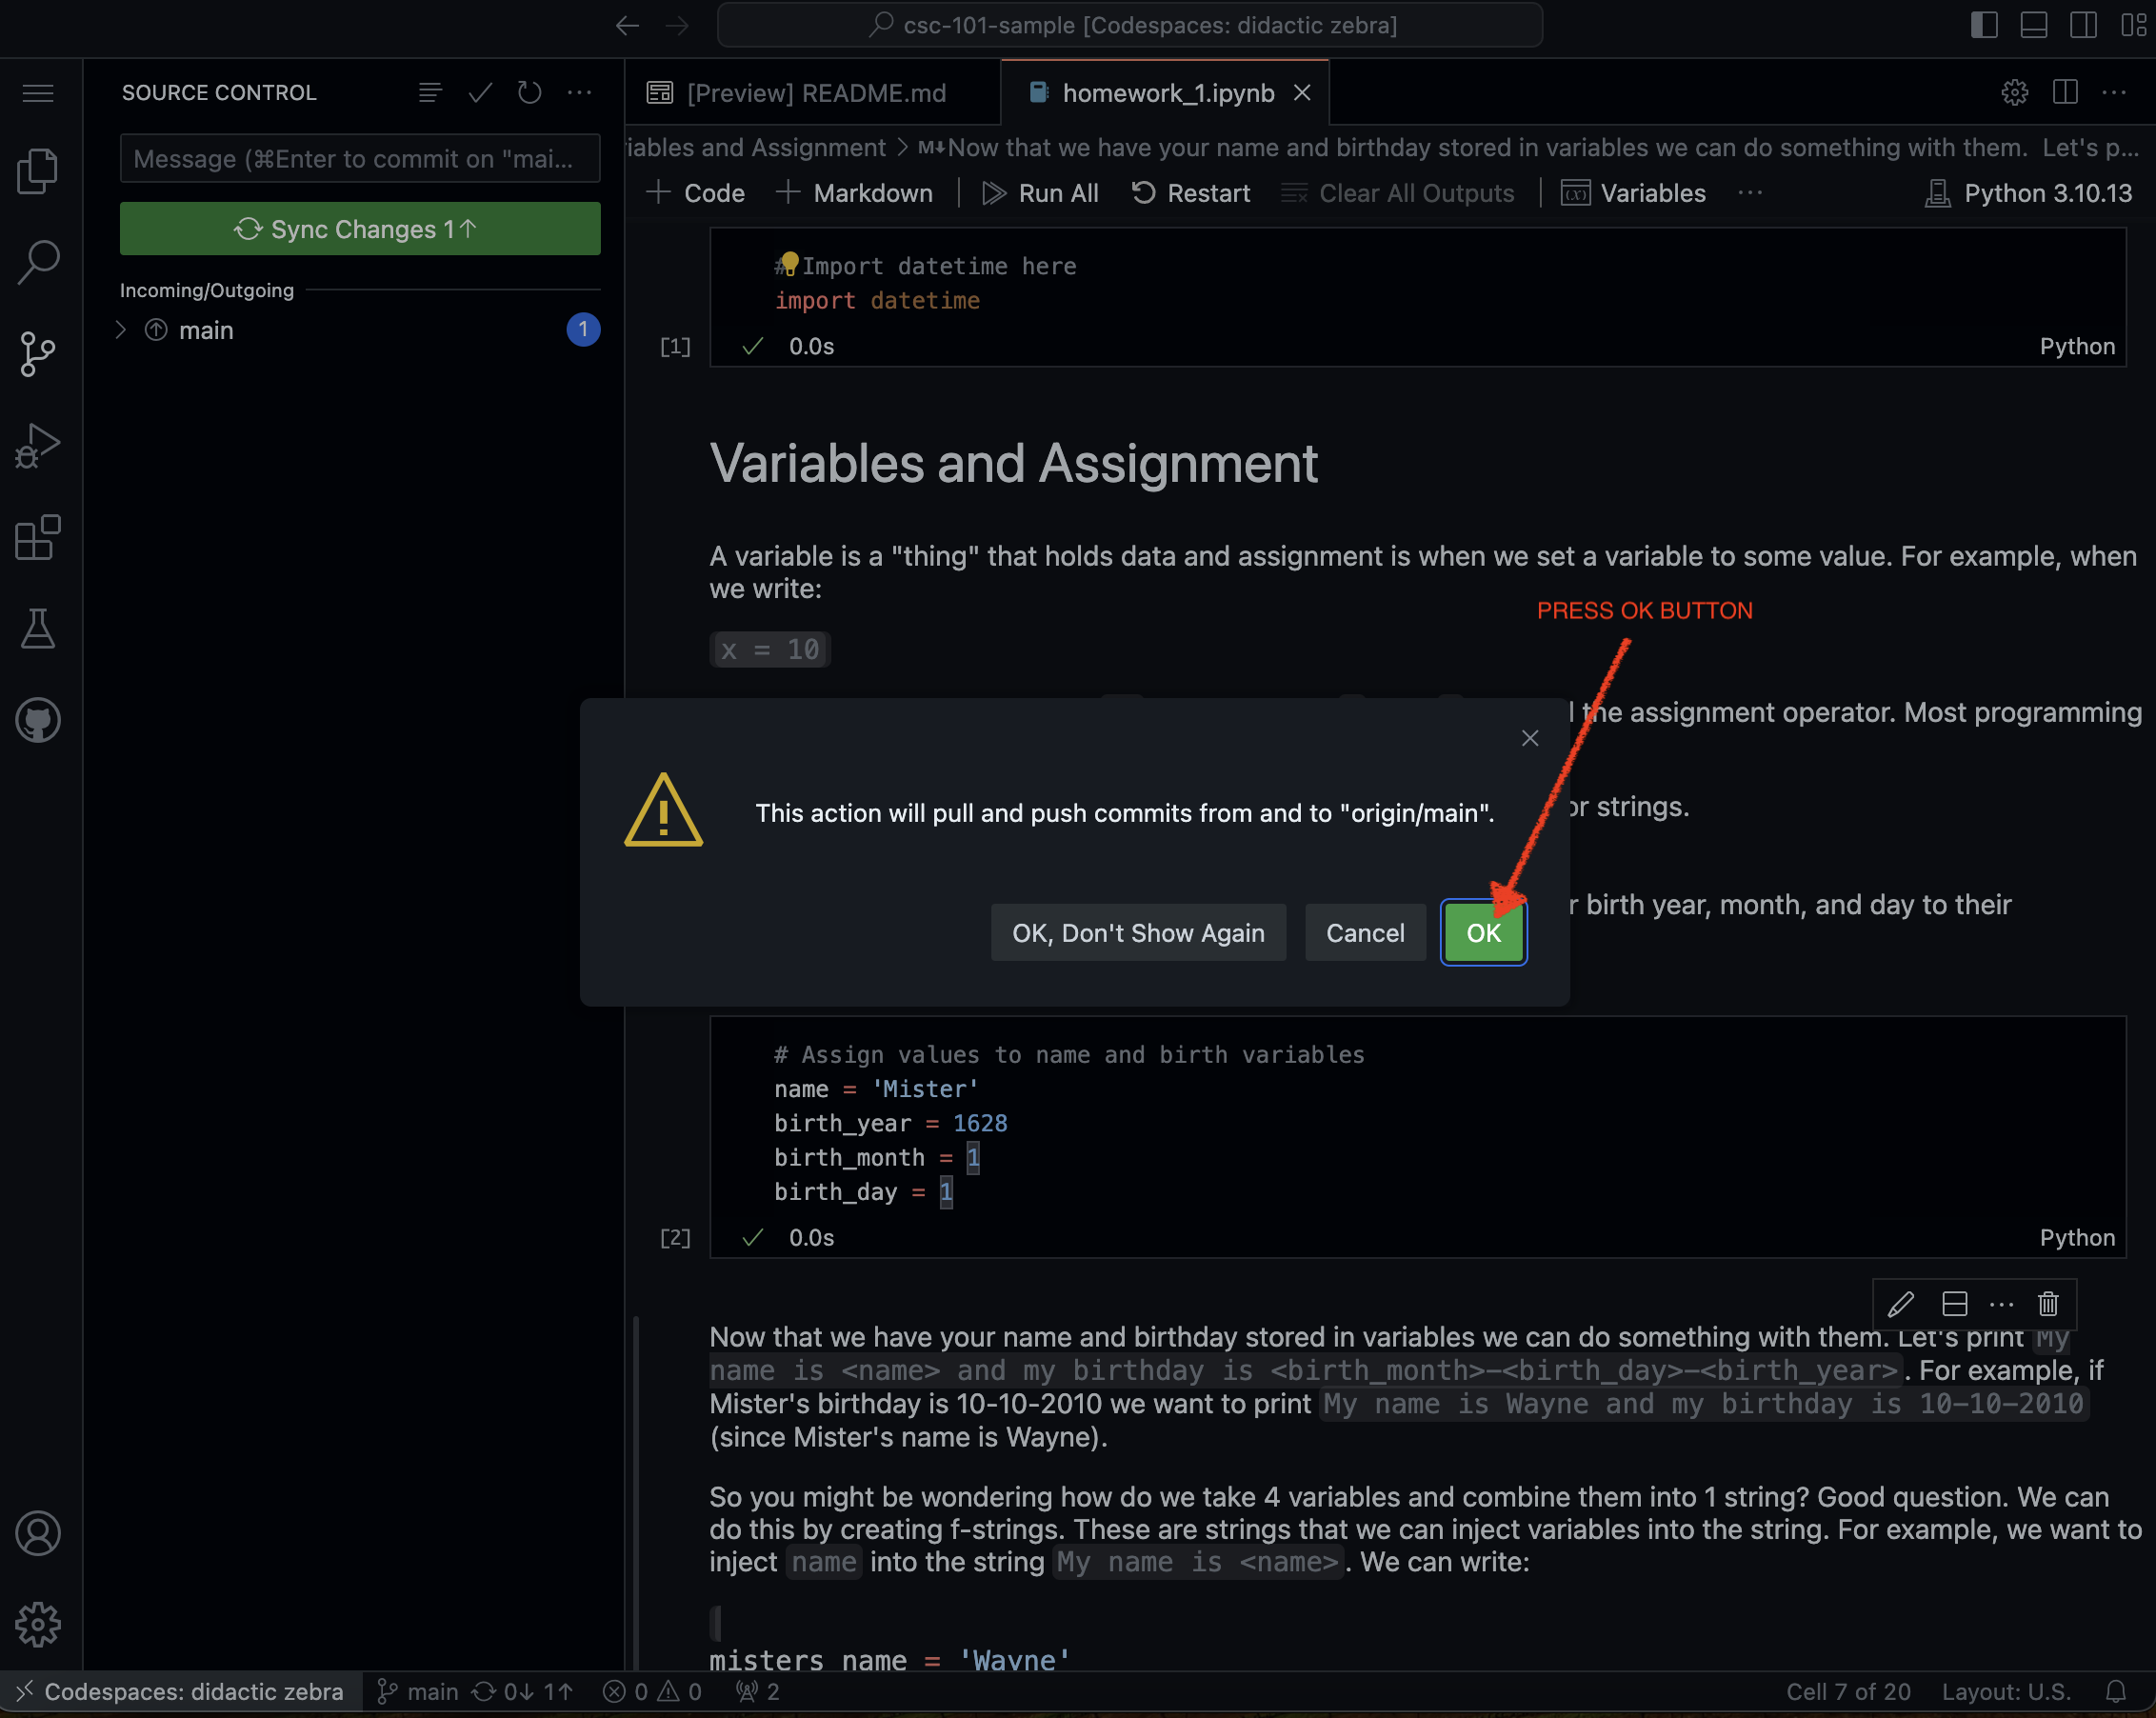 csc-101-sample [Codespaces: didactic zebra]
SOURCE CONTROL
Message (⌘Enter to commit on "mai...
Sync Changes 1↑
Incoming/Outgoing
main
1
[Preview] README.md
homework_1.ipynb
riables and Assignment > M↓Now that we have your name and birthday stored in variables we can do something with them. Let's p...
Code
Markdown
Run All
Restart
Clear All Outputs
Variables
Python 3.10.13
# Import datetime here
import datetime
[1]
0.0s
Python
Variables and Assignment
A variable is a "thing" that holds data and assignment is when we set a variable to some value. For example, when
we write:
PRESS OK BUTTON
x = 10
l the assignment operator. Most programming
This action will pull and push commits from and to "origin/main".
or strings.
r birth year, month, and day to their
OK, Don't Show Again
Cancel
OK
# Assign values to name and birth variables
name = 'Mister'
birth_year = 1628
birth_month = 1
birth_day = 1
[2]
0.0s
Python
Now that we have your name and birthday stored in variables we can do something with them. Let's print My
name is <name> and my birthday is <birth_month>-<birth_day>-<birth_year>. For example, if
Mister's birthday is 10-10-2010 we want to print My name is Wayne and my birthday is 10-10-2010
(since Mister's name is Wayne).
So you might be wondering how do we take 4 variables and combine them into 1 string? Good question. We can
do this by creating f-strings. These are strings that we can inject variables into the string. For example, we want to
inject name into the string My name is <name>. We can write:
misters name = 'Wayne'
Codespaces: didactic zebra
main
0↓ 1↑
0
0
2
Cell 7 of 20
Layout: U.S.